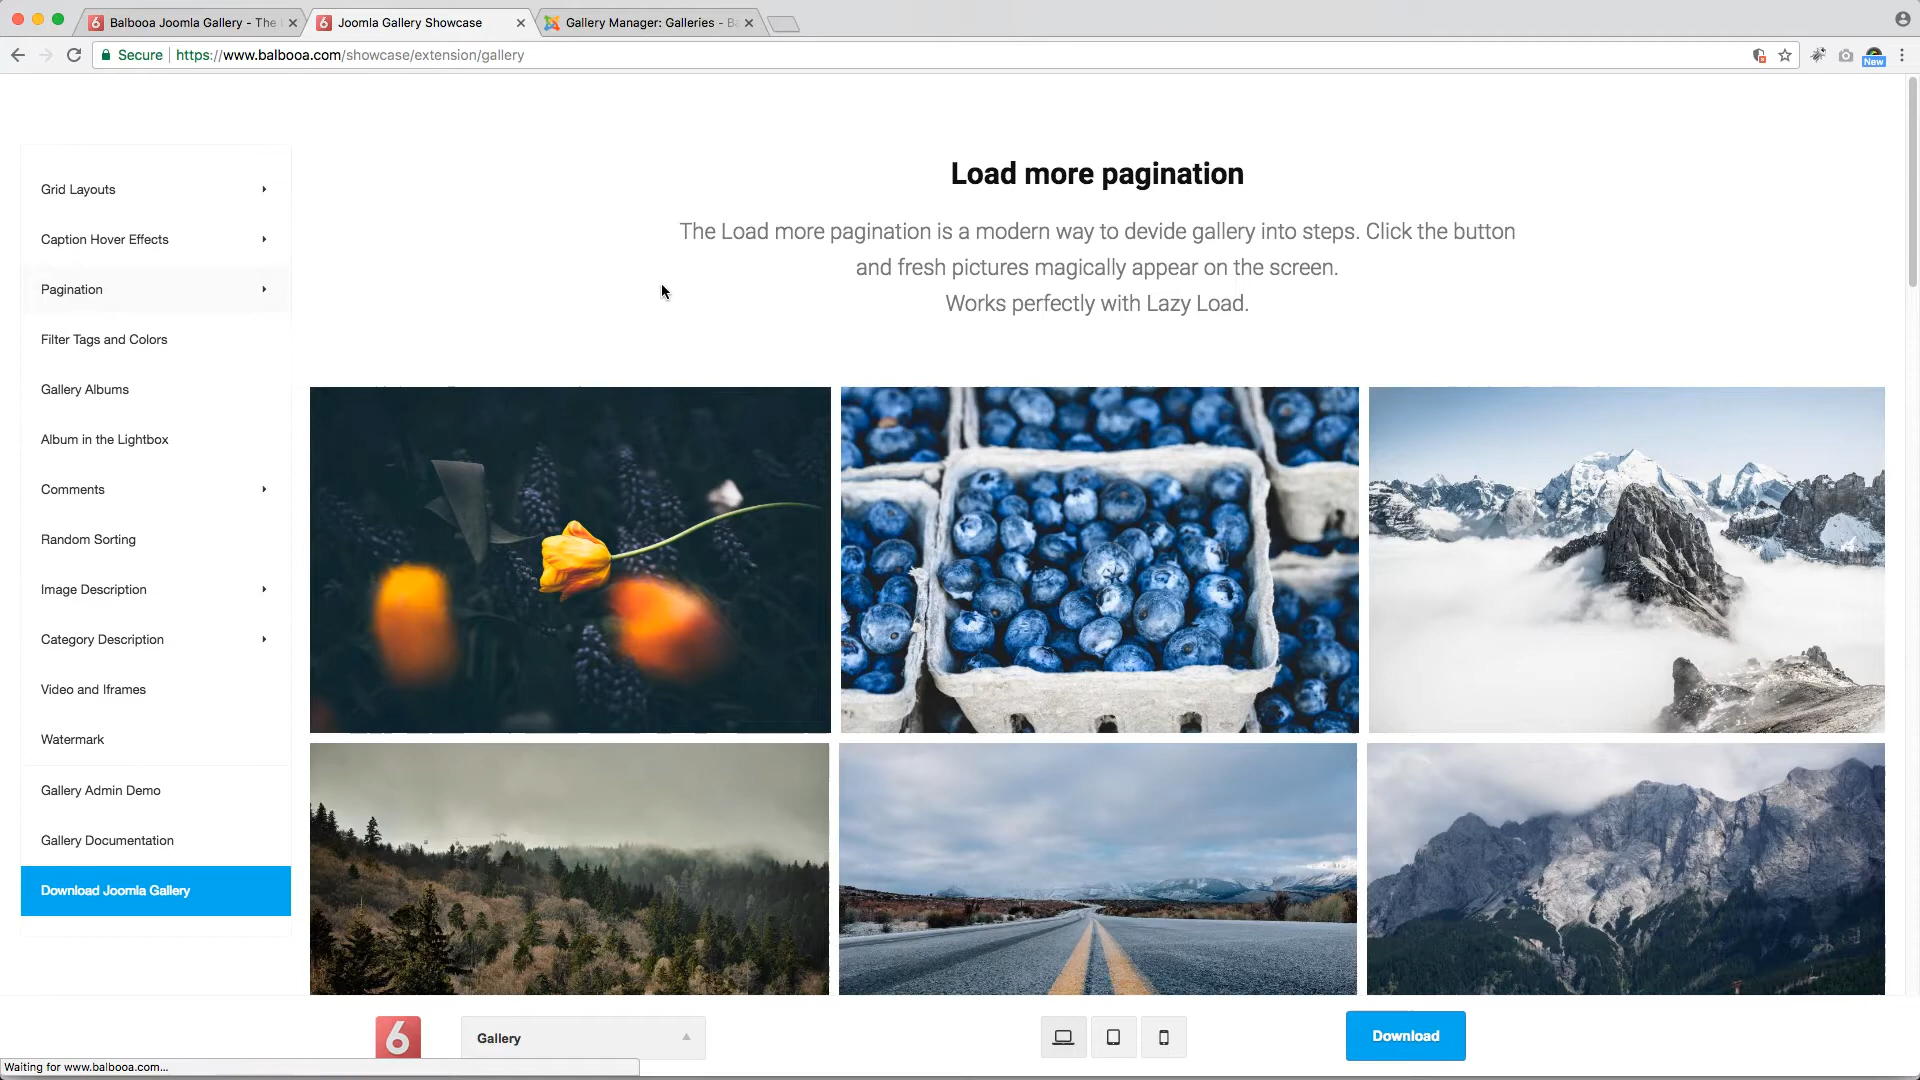 Balbooa Joomla Gallery - The
Joomla Gallery Showcase
Gallery Manager: Galleries - B
Secure
https://www.balbooa.com/showcase/extension/gallery
New
Grid Layouts
Caption Hover Effects
Pagination
Filter Tags and Colors
Gallery Albums
Album in the Lightbox
Comments
Random Sorting
Image Description
Category Description
Video and Iframes
Watermark
Gallery Admin Demo
Gallery Documentation
Download Joomla Gallery
Load more pagination
The Load more pagination is a modern way to devide gallery into steps. Click the button
and fresh pictures magically appear on the screen.
Works perfectly with Lazy Load.
6
Gallery
Download
Waiting for www.balbooa.com...